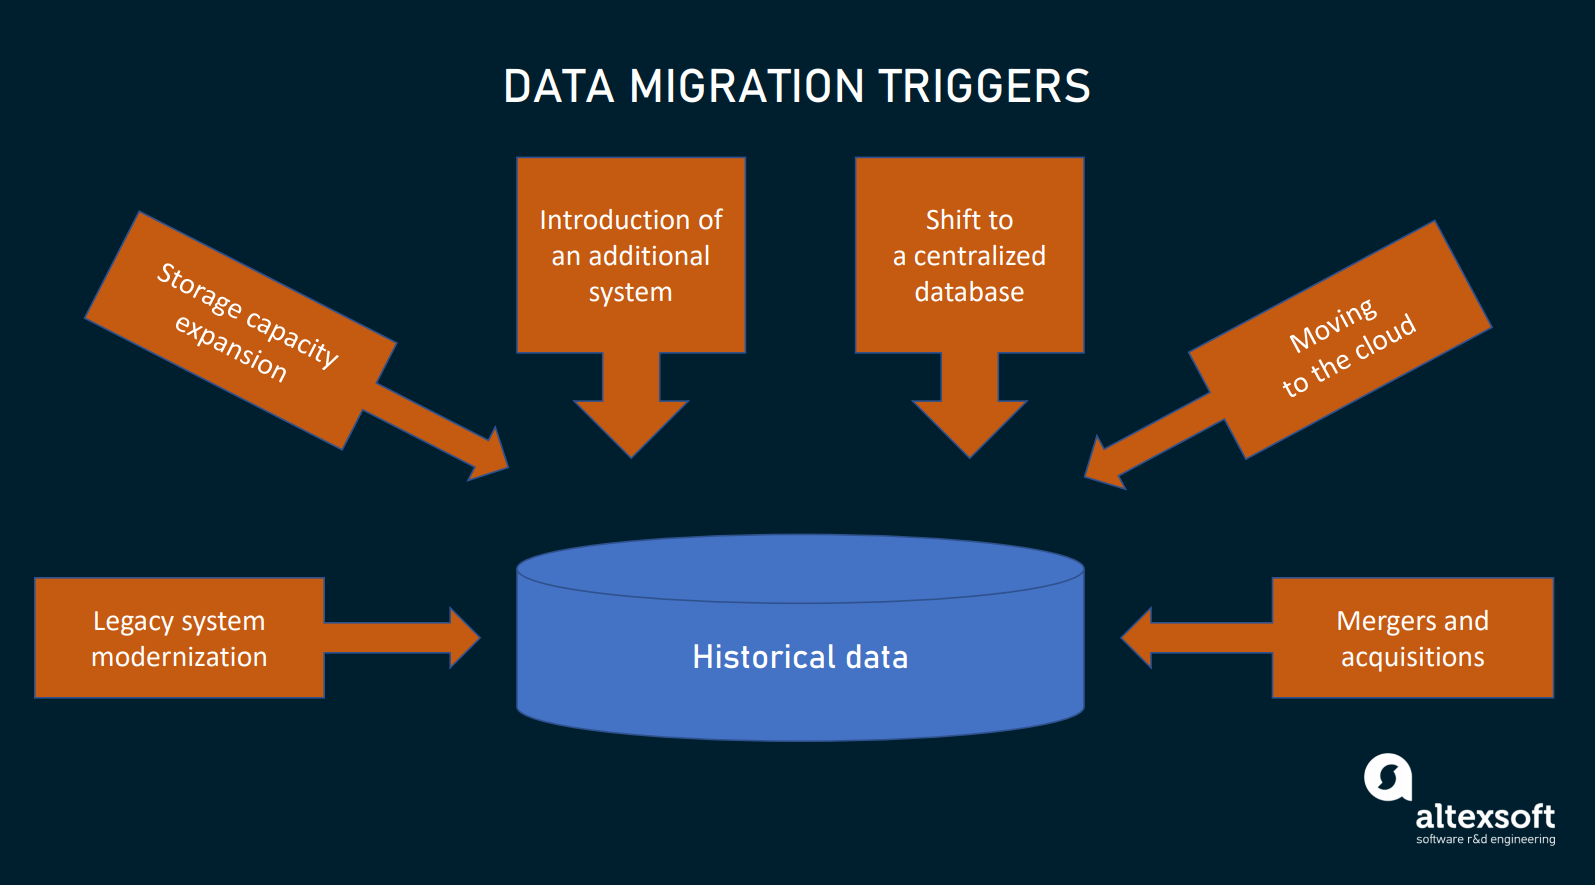 DATA MIGRATION TRIGGERS
Storage capacity
expansion
Introduction of
an additional
system
Shift to
a centralized
database
Moving
to the cloud
Legacy system
modernization
Historical data
Mergers and
acquisitions
altexsoft
software r&d engineering